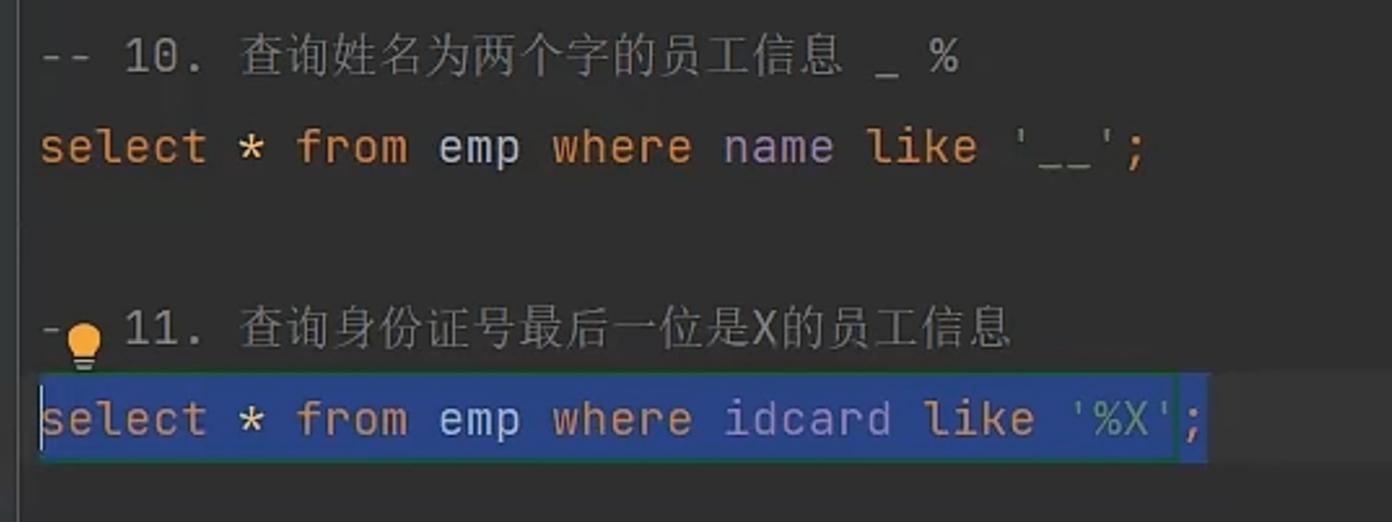 -- 10. 查询姓名为两个字的员工信息 _ %
select * from emp where name like '__';
- 11. 查询身份证号最后一位是X的员工信息
select * from emp where idcard like '%X';